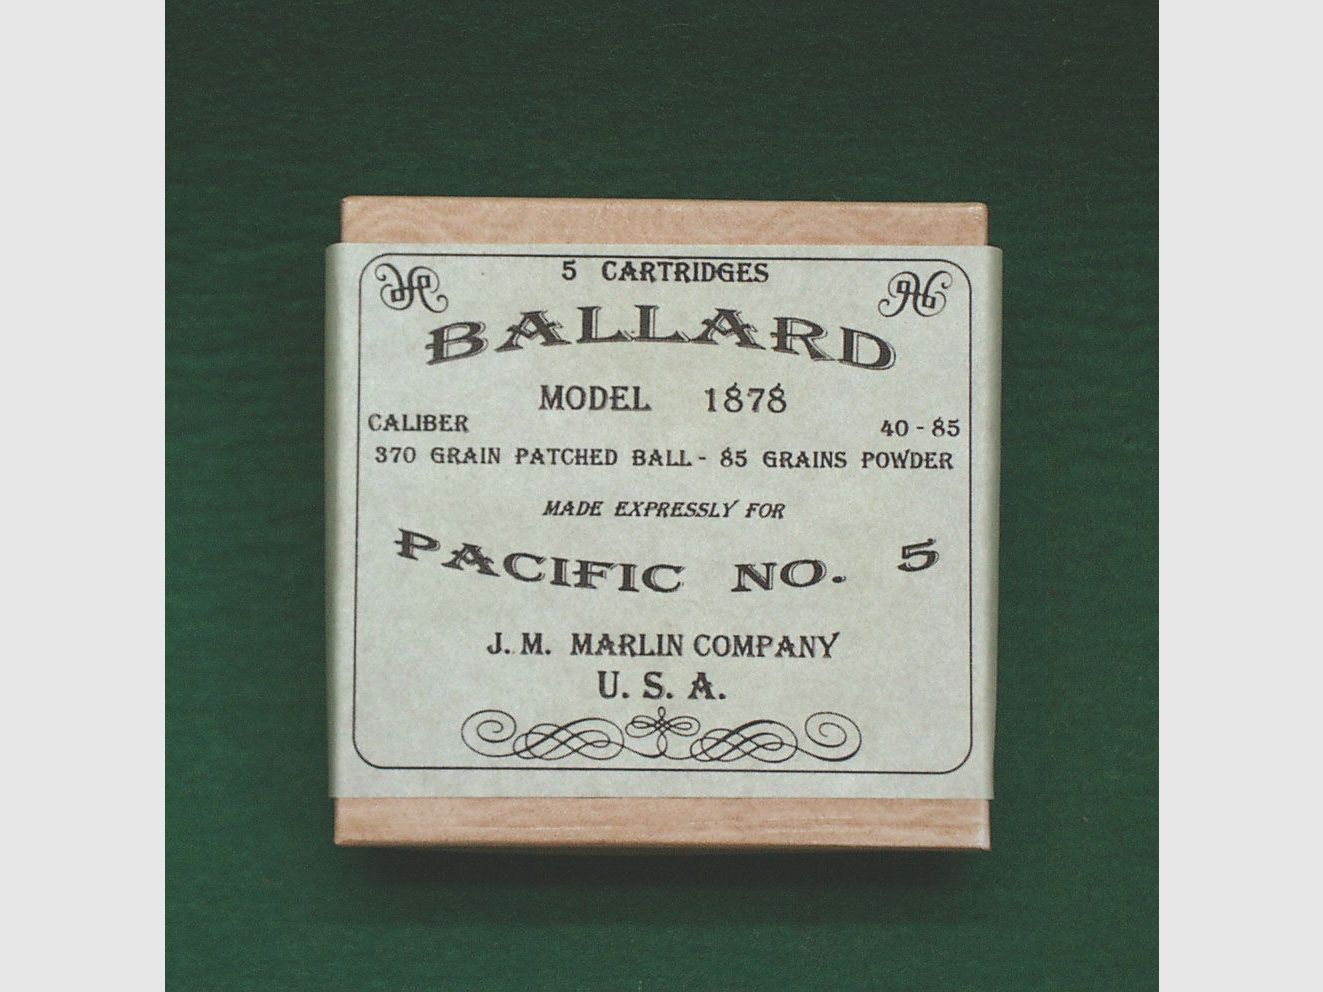 5 CARTRIDGES
BALLARD
MODEL 1878
CALIBER 40 - 85
370 GRAIN PATCHED BALL - 85 GRAINS POWDER
MADE EXPRESSLY FOR
PACIFIC NO. 5
J. M. MARLIN COMPANY
U. S. A.